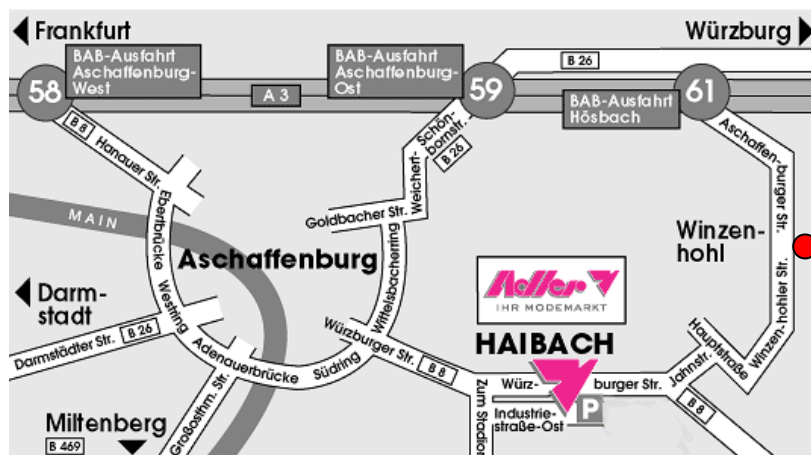 Frankfurt
Würzburg
BAB-Ausfahrt
Aschaffenburg-
West
BAB-Ausfahrt
Aschaffenburg-
Ost
B 26
58
A 3
59
BAB-Ausfahrt
Hösbach
61
B 8
Hanauer Str.
Schön-
bornstr.
B 26
Weichert-
Aschaffen-
burger Str.
Ebertbrücke
MAIN
Goldbacher Str.
Winzen-
hohl
Aschaffenburg
Wittelsbacherring
Adler
IHR MODEMARKT
Darm-
stadt
Westring
Winzen-hohler Str.
B 26
Darmstädter Str.
Adenauerbrücke
Südring
Würzburger Str.
B 8
HAIBACH
Hauptstraße
Jahnstr.
Würz-
burger Str.
B 8
Großosthm. Str.
Zum Stadion
Industrie-
straße-Ost
P
Miltenberg
B 469